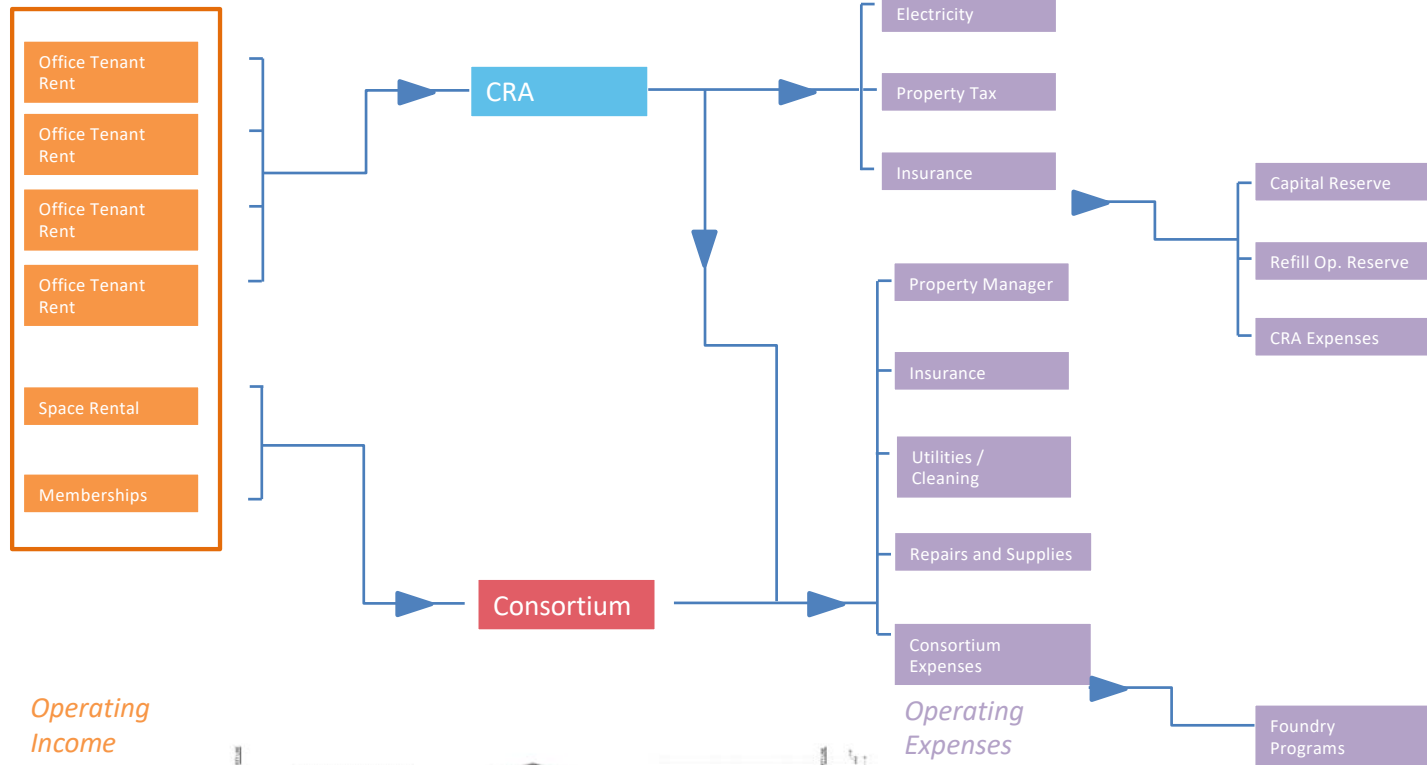 Office Tenant
Rent
Office Tenant
Rent
Office Tenant
Rent
Office Tenant
Rent
Space Rental
Memberships
Operating
Income
CRA
Consortium
Electricity
Property Tax
Insurance
Property Manager
Insurance
Utilities /
Cleaning
Repairs and Supplies
Consortium
Expenses
Operating
Expenses
Capital Reserve
Refill Op. Reserve
CRA Expenses
Foundry
Programs